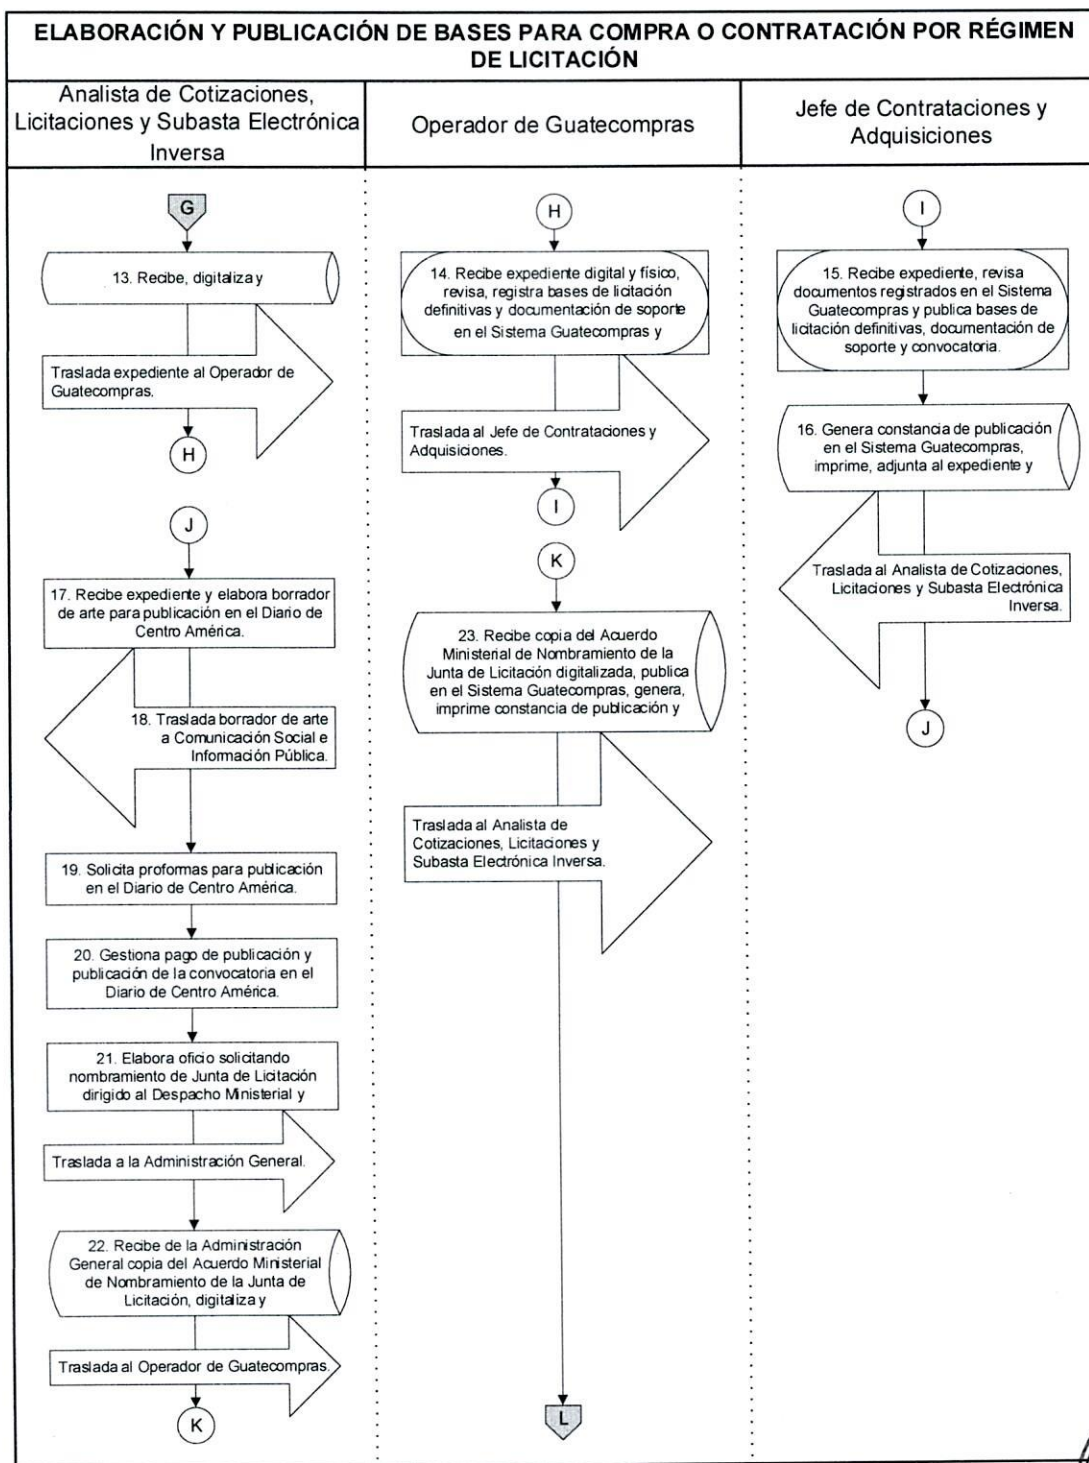 ELABORACIÓN Y PUBLICACIÓN DE BASES PARA COMPRA O CONTRATACIÓN POR RÉGIMEN
DE LICITACIÓN
Analista de Cotizaciones,
Licitaciones y Subasta Electrónica
Inversa
Operador de Guatecompras
Jefe de Contrataciones y
Adquisiciones
G
13. Recibe, digitaliza y
Traslada expediente al Operador de
Guatecompras.
H
J
17. Recibe expediente y elabora borrador
de arte para publicación en el Diario de
Centro América.
18. Traslada borrador de arte
a Comunicación Social e
Información Pública.
19. Solicita proformas para publicación
en el Diario de Centro América.
20. Gestiona pago de publicación y
publicación de la convocatoria en el
Diario de Centro América.
21. Elabora oficio solicitando
nombramiento de Junta de Licitación
dirigido al Despacho Ministerial y
Traslada a la Administración General.
22. Recibe de la Administración
General copia del Acuerdo Ministerial
de Nombramiento de la Junta de
Licitación, digitaliza y
Traslada al Operador de Guatecompras.
K
H
14. Recibe expediente digital y físico,
revisa, registra bases de licitación
definitivas y documentación de soporte
en el Sistema Guatecompras y
Traslada al Jefe de Contrataciones y
Adquisiciones.
I
K
23. Recibe copia del Acuerdo
Ministerial de Nombramiento de la
Junta de Licitación digitalizada, publica
en el Sistema Guatecompras, genera,
imprime constancia de publicación y
Traslada al Analista de
Cotizaciones, Licitaciones y
Subasta Electrónica Inversa.
L
I
15. Recibe expediente, revisa
documentos registrados en el Sistema
Guatecompras y publica bases de
licitación definitivas, documentación de
soporte y convocatoria.
16. Genera constancia de publicación
en el Sistema Guatecompras,
imprime, adjunta al expediente y
Traslada al Analista de Cotizaciones,
Licitaciones y Subasta Electrónica
Inversa.
J